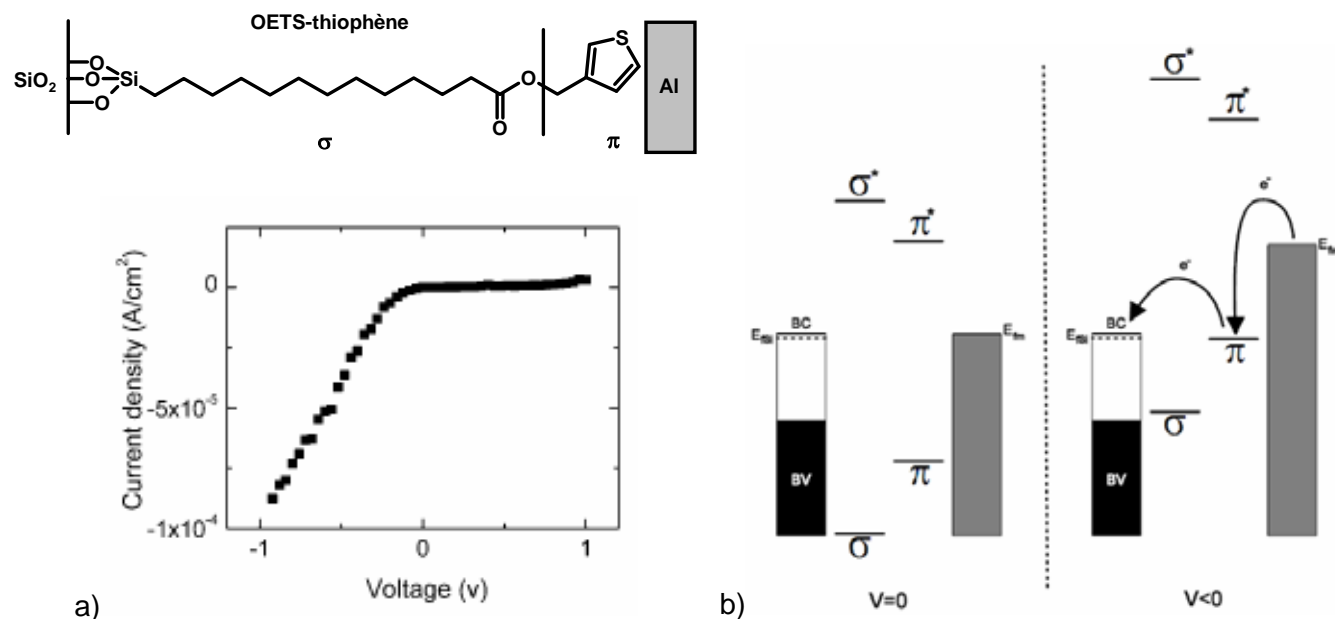 OETS-thiophène
SiO2
O
O
Si
O
O
O
S
Al
σ
π
Current density (A/cm2)
0
-5x10-5
-1x10-4
-1
0
1
Voltage (v)
a)
σ*
π*
EfSi
BC
Efm
BV
π
σ
V=0
σ*
π*
e-
Efm
e-
EfSi
BC
π
σ
BV
V<0
b)